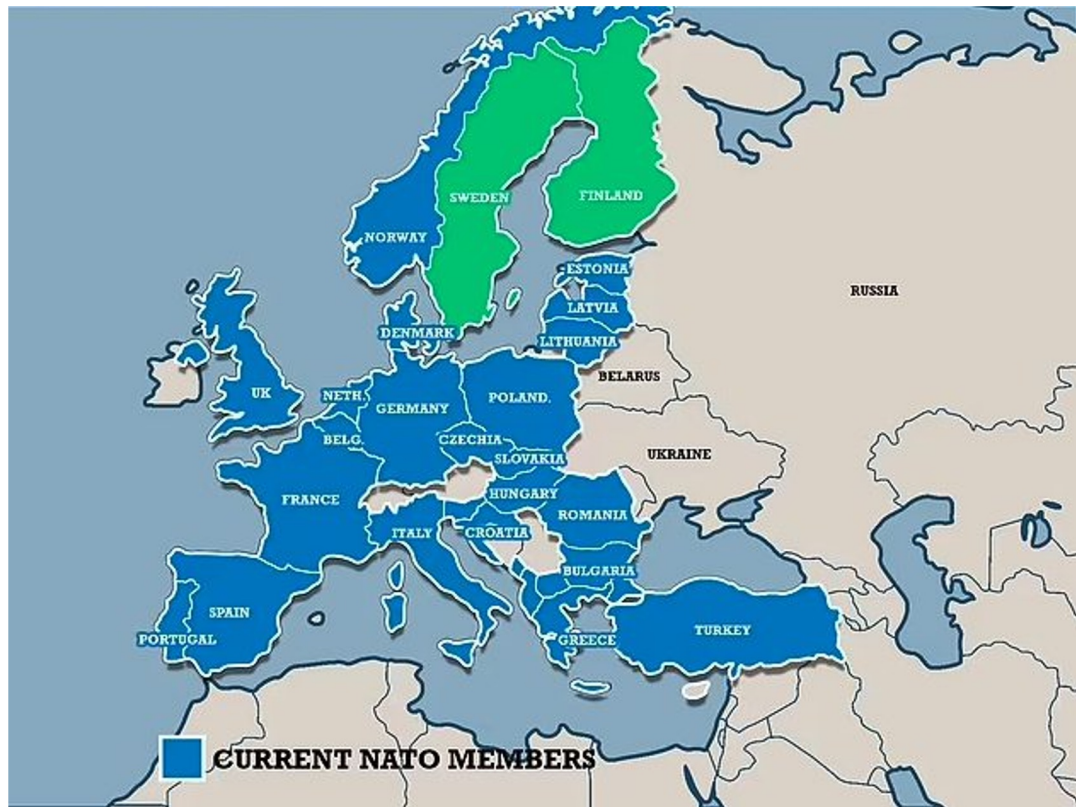 SWEDEN
FINLAND
NORWAY
ESTONIA
RUSSIA
LATVIA
DENMARK
LITHUANIA
BELARUS
UK
NETH.
GERMANY
POLAND.
BELG.
CZECHIA
UKRAINE
SLOVAKIA
FRANCE
HUNGARY
ROMANIA
ITALY
CROATIA
BULGARIA
SPAIN
TURKEY
PORTUGAL
GREECE
CURRENT NATO MEMBERS